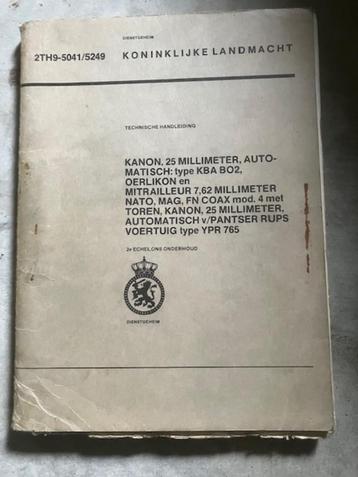 DIENSTGEHEIM
2TH9-5041/5249
KONINKLIJKE LANDMACHT
TECHNISCHE HANDLEIDING
KANON, 25 MILLIMETER, AUTO-
MATISCH: type KBA BO2,
OERLIKON en
MITRAILLEUR 7,62 MILLIMETER
NATO, MAG, FN COAX mod. 4 met
TOREN, KANON, 25 MILLIMETER,
AUTOMATISCH v/PANTSER RUPS
VOERTUIG type YPR 765
2e ECHELONS ONDERHOUD
DIENSTGEHEIM